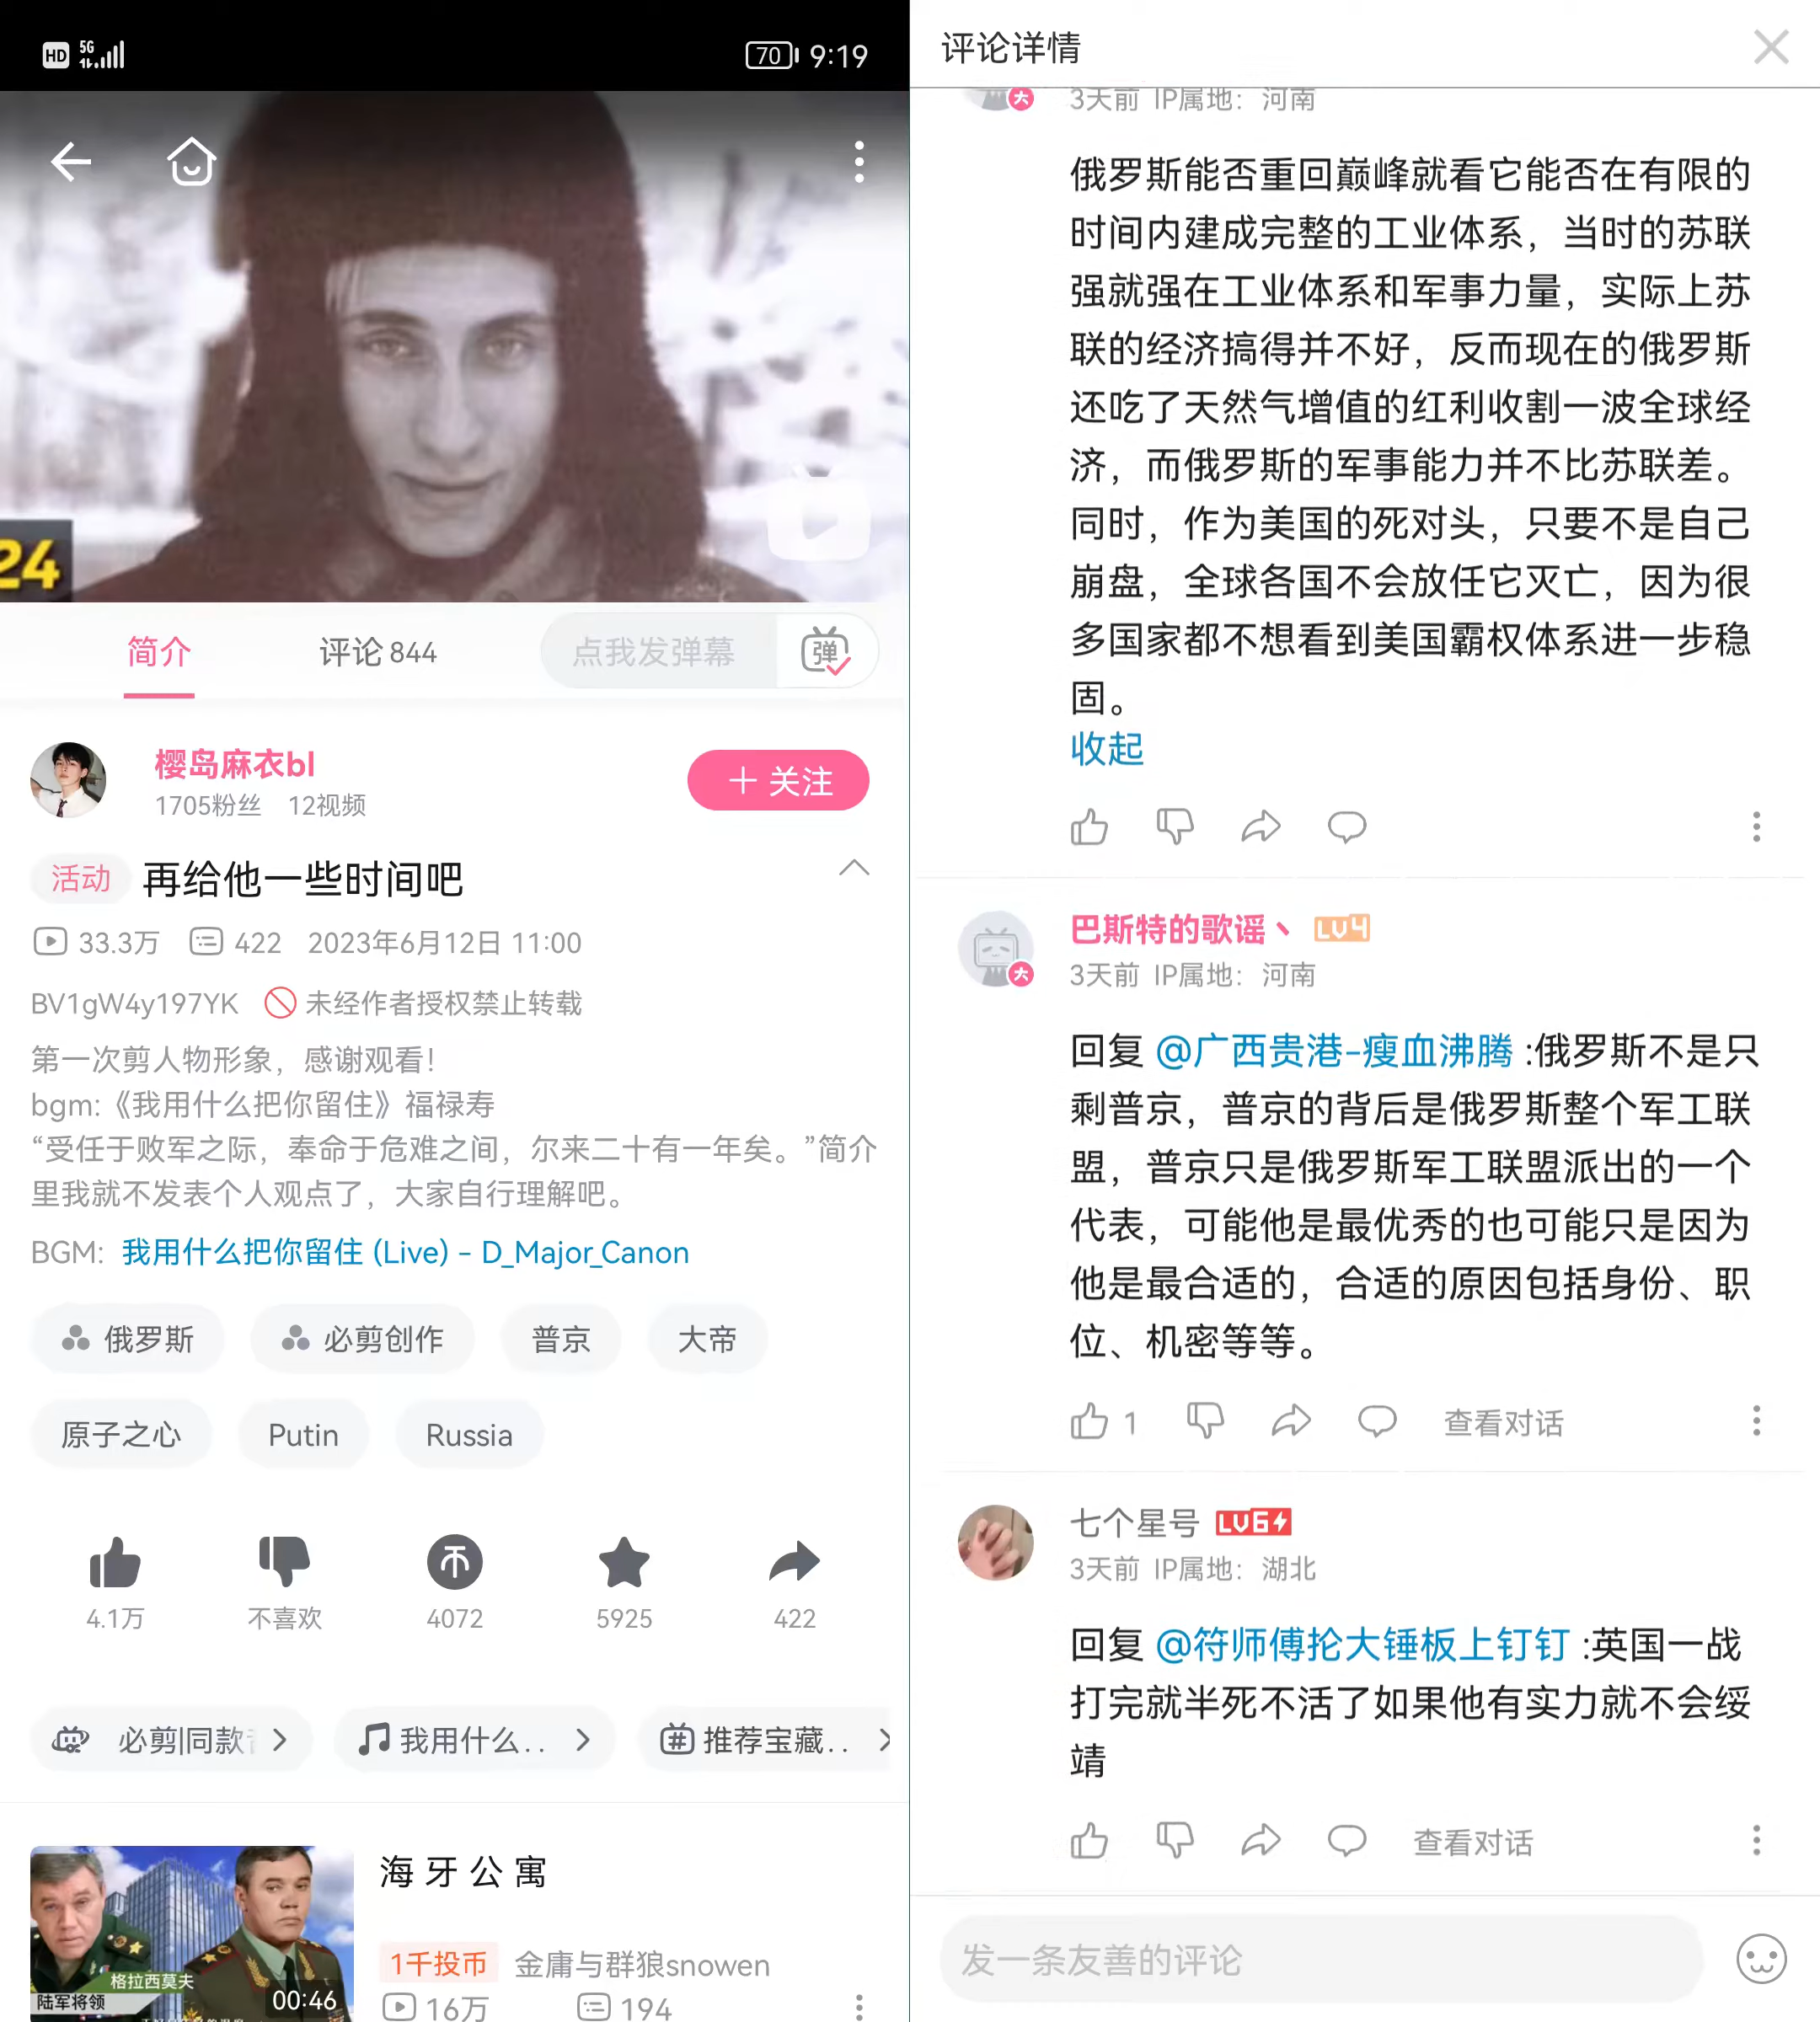 HD 5G 70 9:19
24
简介 评论 844 点我发弹幕 弹
樱岛麻衣bl
1705粉丝 12视频
+ 关注
活动 再给他一些时间吧
33.3万 422 2023年6月12日 11:00
BV1gW4y197YK 未经作者授权禁止转载
第一次剪人物形象，感谢观看！
bgm:《我用什么把你留住》福禄寿
“受任于败军之际，奉命于危难之间，尔来二十有一年矣。”简介
里我就不发表个人观点了，大家自行理解吧。
BGM: 我用什么把你留住 (Live) - D_Major_Canon
俄罗斯 必剪创作 普京 大帝
原子之心 Putin Russia
4.1万 不喜欢 4072 5925 422
必剪|同款 我用什么.. 推荐宝藏..
格拉西莫夫
陆军将领
00:46
海牙公寓
1千投币 金庸与群狼snowen
16万 194
评论详情
大 3天前 IP属地：河南
俄罗斯能否重回巅峰就看它能否在有限的
时间内建成完整的工业体系，当时的苏联
强就强在工业体系和军事力量，实际上苏
联的经济搞得并不好，反而现在的俄罗斯
还吃了天然气增值的红利收割一波全球经
济，而俄罗斯的军事能力并不比苏联差。
同时，作为美国的死对头，只要不是自己
崩盘，全球各国不会放任它灭亡，因为很
多国家都不想看到美国霸权体系进一步稳
固。
收起
巴斯特的歌谣丶 LV4
大 3天前 IP属地：河南
回复 @广西贵港-瘦血沸腾 :俄罗斯不是只
剩普京，普京的背后是俄罗斯整个军工联
盟，普京只是俄罗斯军工联盟派出的一个
代表，可能他是最优秀的也可能只是因为
他是最合适的，合适的原因包括身份、职
位、机密等等。
1 查看对话
七个星号 LV6
3天前 IP属地：湖北
回复 @符师傅抡大锤板上钉钉 :英国一战
打完就半死不活了如果他有实力就不会绥
靖
查看对话
发一条友善的评论